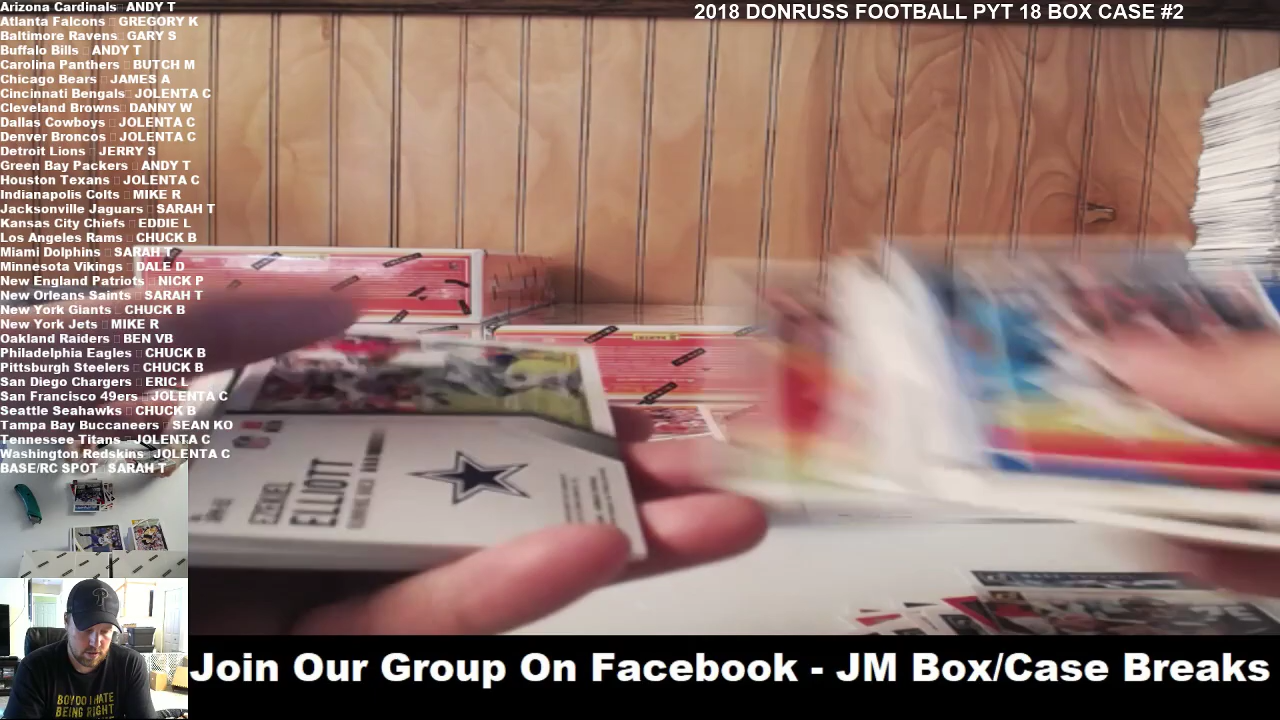 2018 DONRUSS FOOTBALL PYT 18 BOX CASE #2
Arizona Cardinals ANDY T
Atlanta Falcons GREGORY K
Baltimore Ravens GARY S
Buffalo Bills ANDY T
Carolina Panthers BUTCH M
Chicago Bears JAMES A
Cincinnati Bengals JOLENTA C
Cleveland Browns DANNY W
Dallas Cowboys JOLENTA C
Denver Broncos JOLENTA C
Detroit Lions JERRY S
Green Bay Packers ANDY T
Houston Texans JOLENTA C
Indianapolis Colts MIKE R
Jacksonville Jaguars SARAH T
Kansas City Chiefs EDDIE L
Los Angeles Rams CHUCK B
Miami Dolphins SARAH T
Minnesota Vikings DALE D
New England Patriots NICK P
New Orleans Saints SARAH T
New York Giants CHUCK B
New York Jets MIKE R
Oakland Raiders BEN VB
Philadelphia Eagles CHUCK B
Pittsburgh Steelers CHUCK B
San Diego Chargers ERIC L
San Francisco 49ers JOLENTA C
Seattle Seahawks CHUCK B
Tampa Bay Buccaneers SEAN KO
Tennessee Titans JOLENTA C
Washington Redskins JOLENTA C
BASE/RC SPOT SARAH T
EZEKIEL
ELLIOTT
BOY DO I HATE
BEING RIGHT
Join Our Group On Facebook - JM Box/Case Breaks